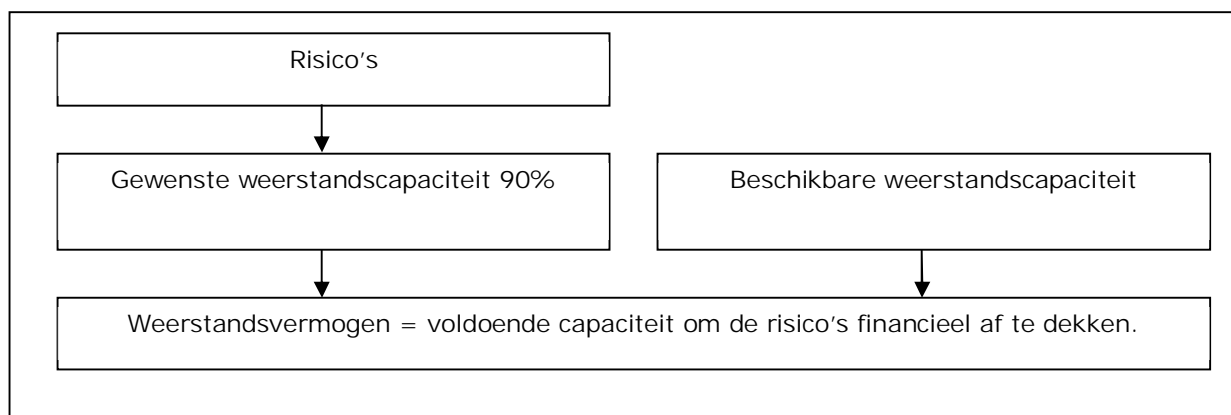 Risico's
Gewenste weerstandscapaciteit 90%
Beschikbare weerstandscapaciteit
Weerstandsvermogen = voldoende capaciteit om de risico's financieel af te dekken.